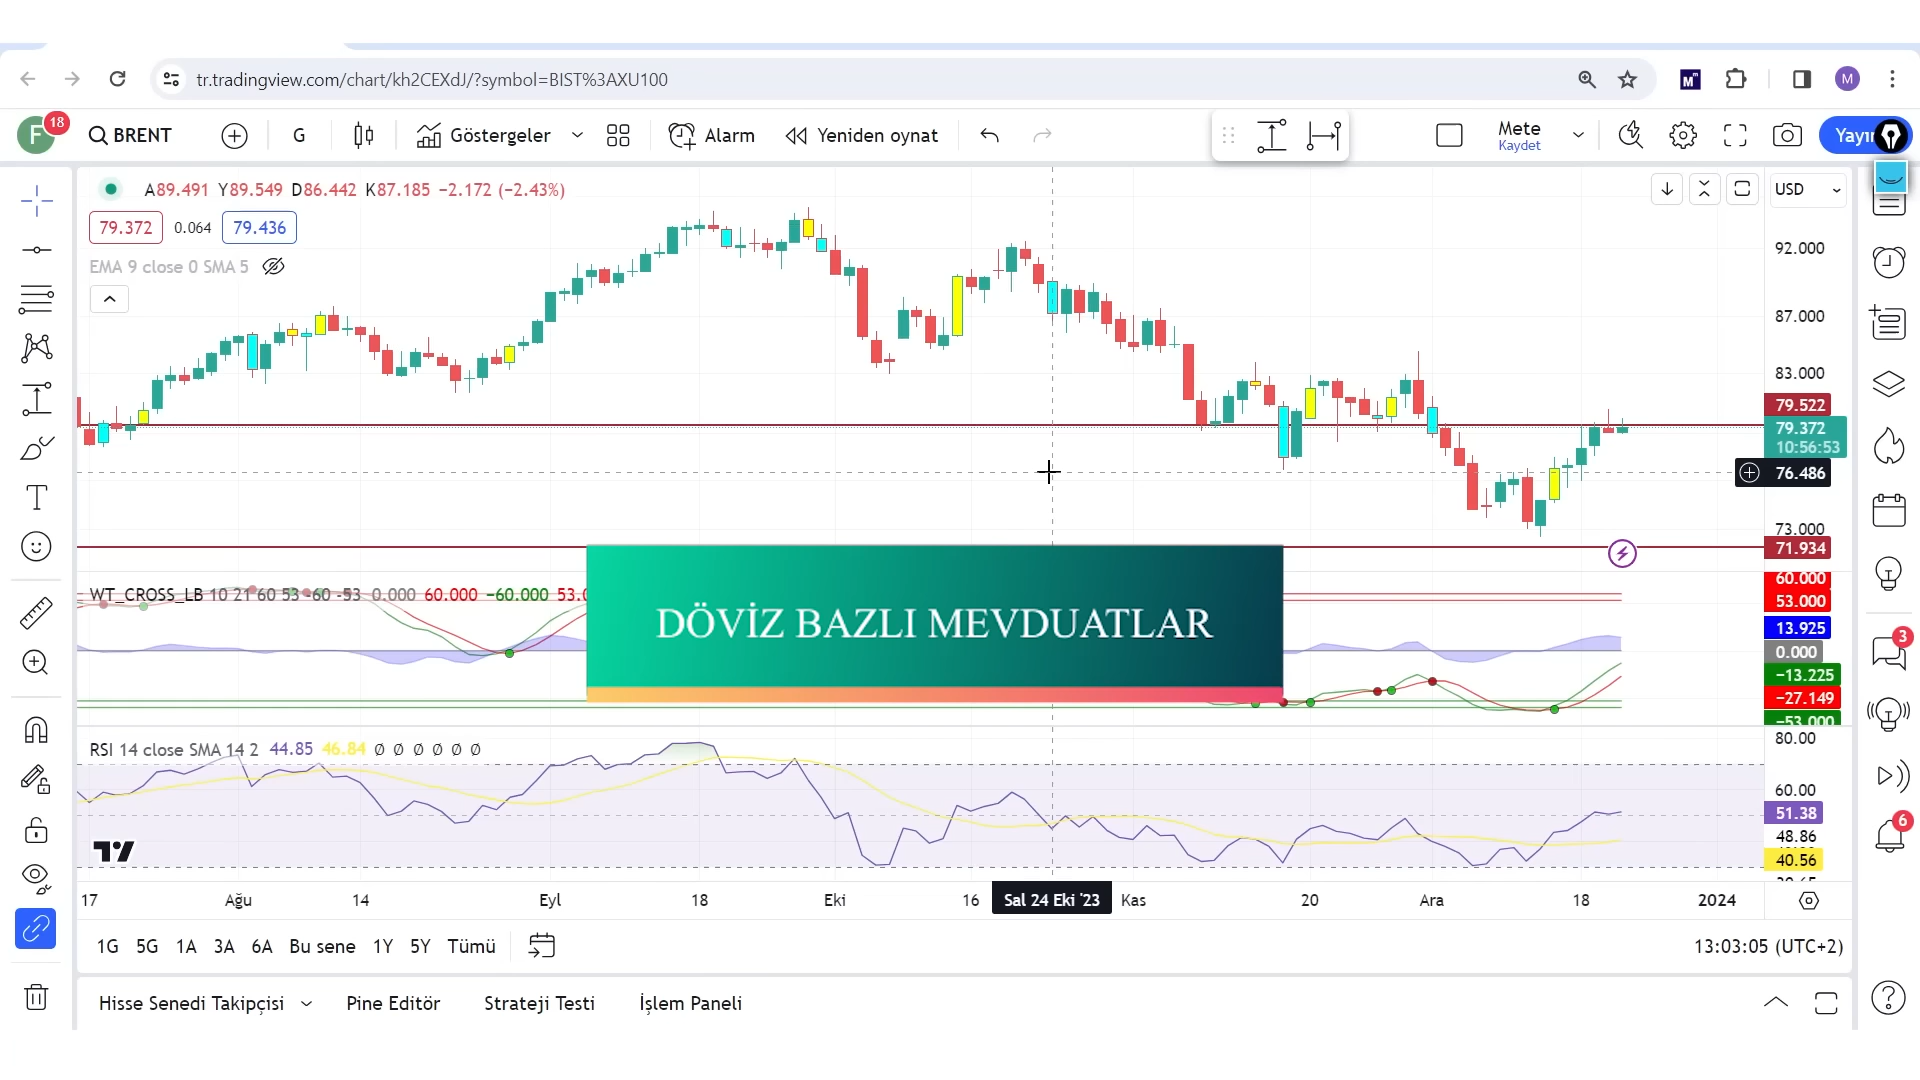 tr.tradingview.com/chart/kh2CEXdJ/?symbol=BIST%3AXU100
M
F
18
BRENT
G
Göstergeler
Alarm
Yeniden oynat
Mete
Kaydet
A89.491 Y89.549 D86.442 K87.185 −2.172 (−2.43%)
USD
79.372
0.064
79.436
EMA 9 close 0 SMA 5
92.000
87.000
83.000
79.522
79.372
10:56:53
76.486
73.000
71.934
WT_CROSS_LB 10 21 60 53 -60 -53 0.000 60.000 −60.000
DÖVİZ BAZLI MEVDUATLAR
60.000
53.000
13.925
0.000
−13.225
−27.149
−53.000
RSI 14 close SMA 14 2 44.85 46.84 Ø Ø Ø Ø Ø Ø
80.00
60.00
51.38
48.86
40.56
17 Ağu 14 Eyl 18 Eki 16 Sal 24 Eki '23 Kas 20 Ara 18 2024
3
6
1G 5G 1A 3A 6A Bu sene 1Y 5Y Tümü
13:03:05 (UTC+2)
Hisse Senedi Takipçisi Pine Editör Strateji Testi İşlem Paneli